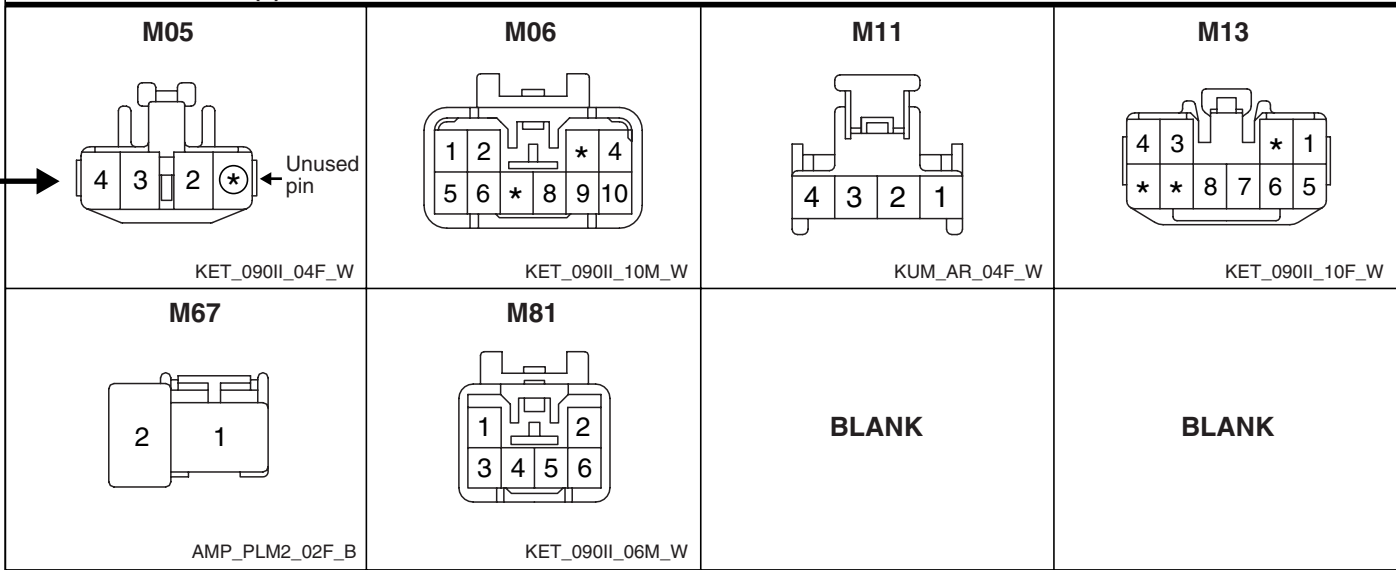 M05
4 3 2 *
Unused
pin
KET_090II_04F_W
M06
1 2 * 4
5 6 * 8 9 10
KET_090II_10M_W
M11
4 3 2 1
KUM_AR_04F_W
M13
4 3 * 1
* * 8 7 6 5
KET_090II_10F_W
M67
2 1
AMP_PLM2_02F_B
M81
1 2
3 4 5 6
KET_090II_06M_W
BLANK
BLANK